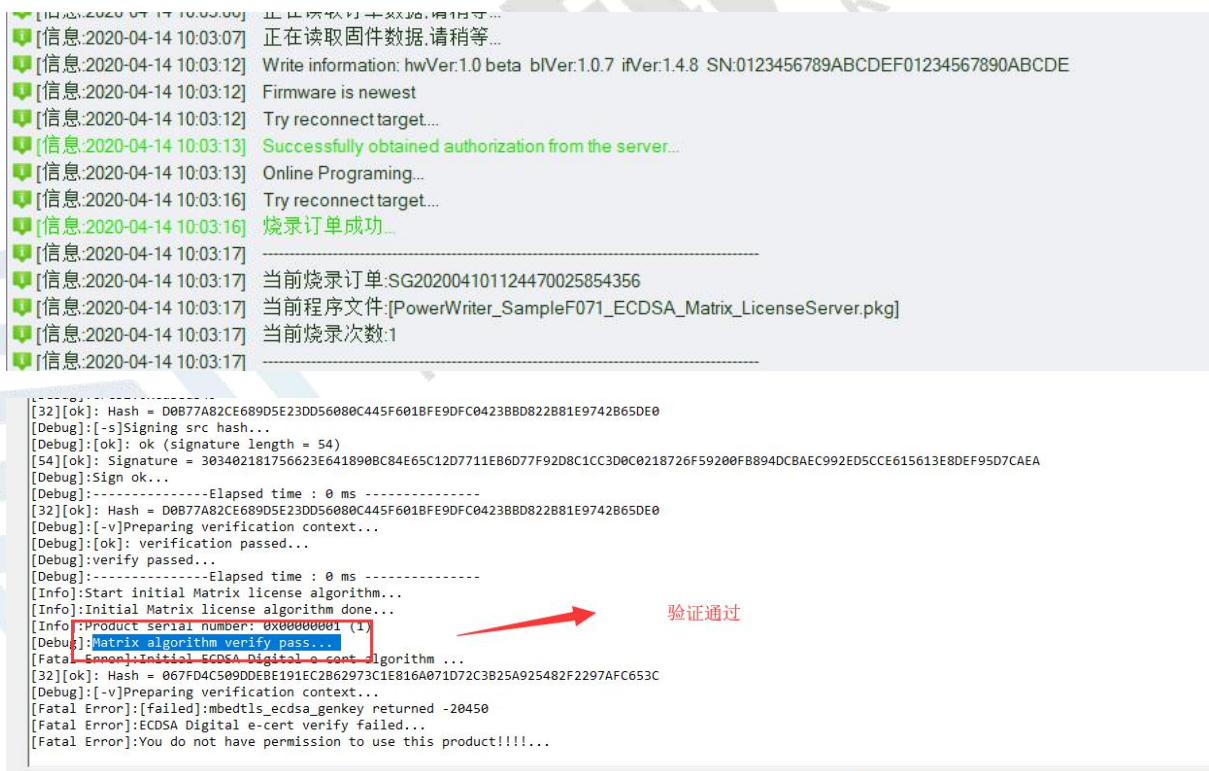 正在读取固件数据,请稍等...
[信息:2020-04-14 10:03:07] 正在读取固件数据,请稍等...
[信息:2020-04-14 10:03:12] Write information: hwVer:1.0 beta blVer:1.0.7 ifVer:1.4.8 SN:0123456789ABCDEF01234567890ABCDE
[信息:2020-04-14 10:03:12] Firmware is newest
[信息:2020-04-14 10:03:12] Try reconnect target....
[信息:2020-04-14 10:03:13] Successfully obtained authorization from the server...
[信息:2020-04-14 10:03:13] Online Programing...
[信息:2020-04-14 10:03:16] Try reconnect target....
[信息:2020-04-14 10:03:16] 烧录订单成功...
[信息:2020-04-14 10:03:17] ------------------------------------------------------------
[信息:2020-04-14 10:03:17] 当前烧录订单:SG202004101124470025854356
[信息:2020-04-14 10:03:17] 当前程序文件:[PowerWriter_SampleF071_ECDSA_Matrix_LicenseServer.pkg]
[信息:2020-04-14 10:03:17] 当前烧录次数:1
[信息:2020-04-14 10:03:17] ------------------------------------------------------------
[32][ok]: Hash = D0B77A82CE689D5E23DD56080C445F601BFE9DFC0423BBD822B81E9742B65DE0
[Debug]:[-s]Signing src hash...
[Debug]:[ok]: ok (signature length = 54)
[54][ok]: Signature = 303402181756623E641890BC84E65C12D7711EB6D77F92D8C1CC3D0C0218726F59200FB894DCBAEC992ED5CCE615613E8DEF95D7CAEA
[Debug]:Sign ok...
[Debug]:---------------Elapsed time : 0 ms ---------------
[32][ok]: Hash = D0B77A82CE689D5E23DD56080C445F601BFE9DFC0423BBD822B81E9742B65DE0
[Debug]:[-v]Preparing verification context...
[Debug]:[ok]: verification passed...
[Debug]:verify passed...
[Debug]:---------------Elapsed time : 0 ms ---------------
[Info]:Start initial Matrix license algorithm...
[Info]:Initial Matrix license algorithm done...
[Info]:Product serial number: 0x00000001 (1)
[Debug]:Matrix algorithm verify pass...
验证通过
[Fatal Error]:Initial ECDSA Digital e-cert algorithm ...
[32][ok]: Hash = 067FD4C509DDEBE191EC2B62973C1E816A071D72C3B25A925482F2297AFC653C
[Debug]:[-v]Preparing verification context...
[Fatal Error]:[failed]:mbedtls_ecdsa_genkey returned -20450
[Fatal Error]:ECDSA Digital e-cert verify failed...
[Fatal Error]:You do not have permission to use this product!!!!...